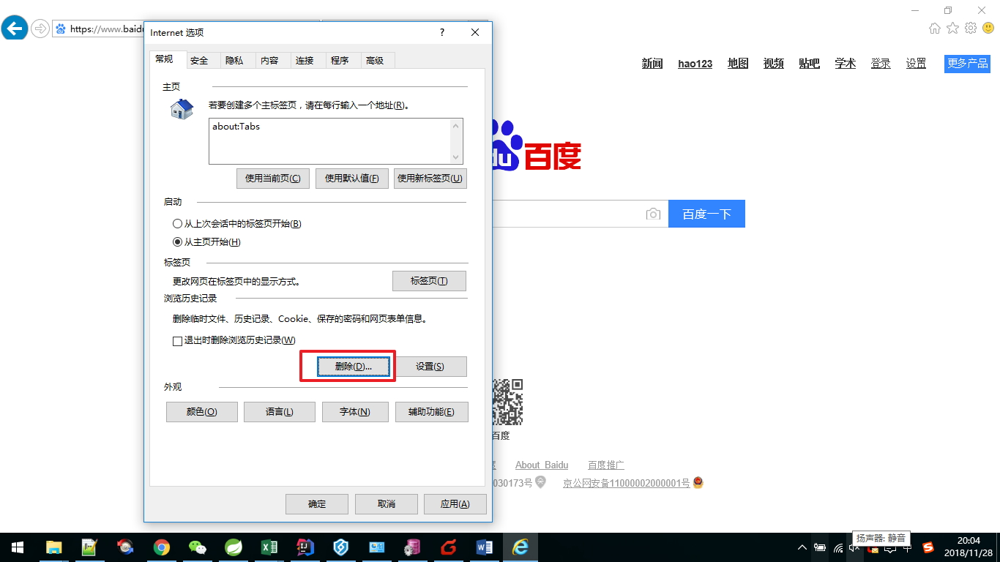 https://www.baidu
Internet 选项
?
常规 安全 隐私 内容 连接 程序 高级
新闻 hao123 地图 视频 贴吧 学术 登录 设置 更多产品
主页
若要创建多个主标签页，请在每行输入一个地址(R)。
about:Tabs
du 百度
使用当前页(C) 使用默认值(F) 使用新标签页(U)
启动
百度一下
从上次会话中的标签页开始(B)
从主页开始(H)
标签页
更改网页在标签页中的显示方式。 标签页(T)
浏览历史记录
删除临时文件、历史记录、Cookie、保存的密码和网页表单信息。
退出时删除浏览历史记录(W)
删除(D)... 设置(S)
外观
颜色(O) 语言(L) 字体(N) 辅助功能(E)
百度
About Baidu 百度推广
030173号 京公网安备11000002000001号
确定 取消 应用(A)
扬声器: 静音
中
20:04
2018/11/28